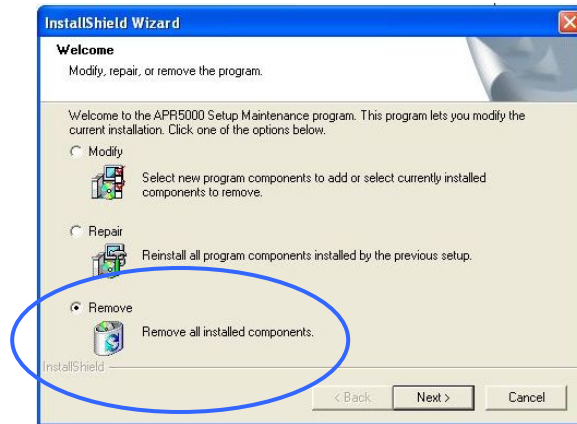 InstallShield Wizard
Welcome
Modify, repair, or remove the program.
Welcome to the APR5000 Setup Maintenance program. This program lets you modify the
current installation. Click one of the options below.
Modify
Select new program components to add or select currently installed
components to remove.
Repair
Reinstall all program components installed by the previous setup.
Remove
Remove all installed components.
InstallShield
< Back Next > Cancel